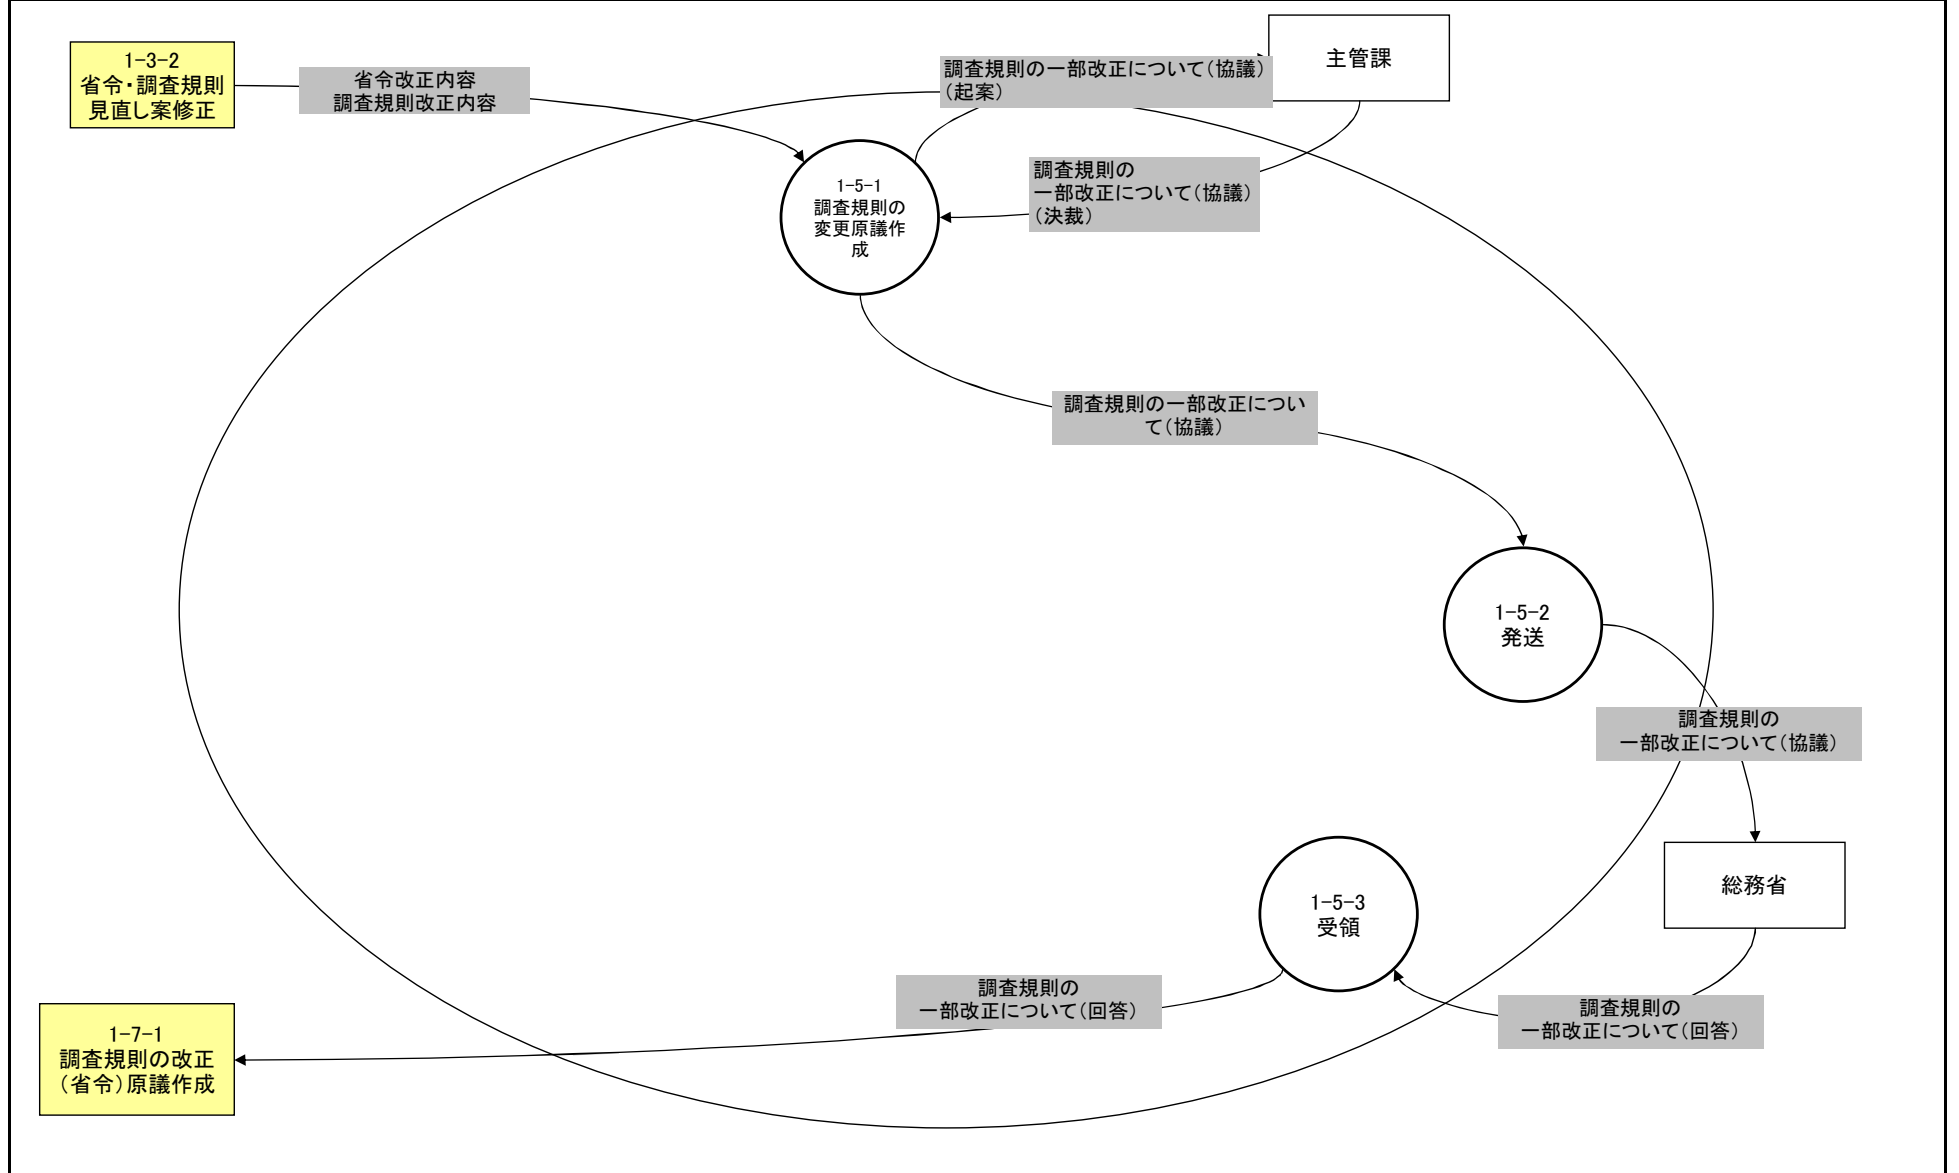 1-3-2
省令・調査規則
見直し案修正
省令改正内容
調査規則改正内容
調査規則の一部改正について(協議)
(起案)
主管課
調査規則の
一部改正について(協議)
(決裁)
1-5-1
調査規則の
変更原議作
成
調査規則の一部改正につい
て(協議)
1-5-2
発送
調査規則の
一部改正について(協議)
総務省
1-5-3
受領
調査規則の
一部改正について(回答)
調査規則の
一部改正について(回答)
1-7-1
調査規則の改正
(省令)原議作成